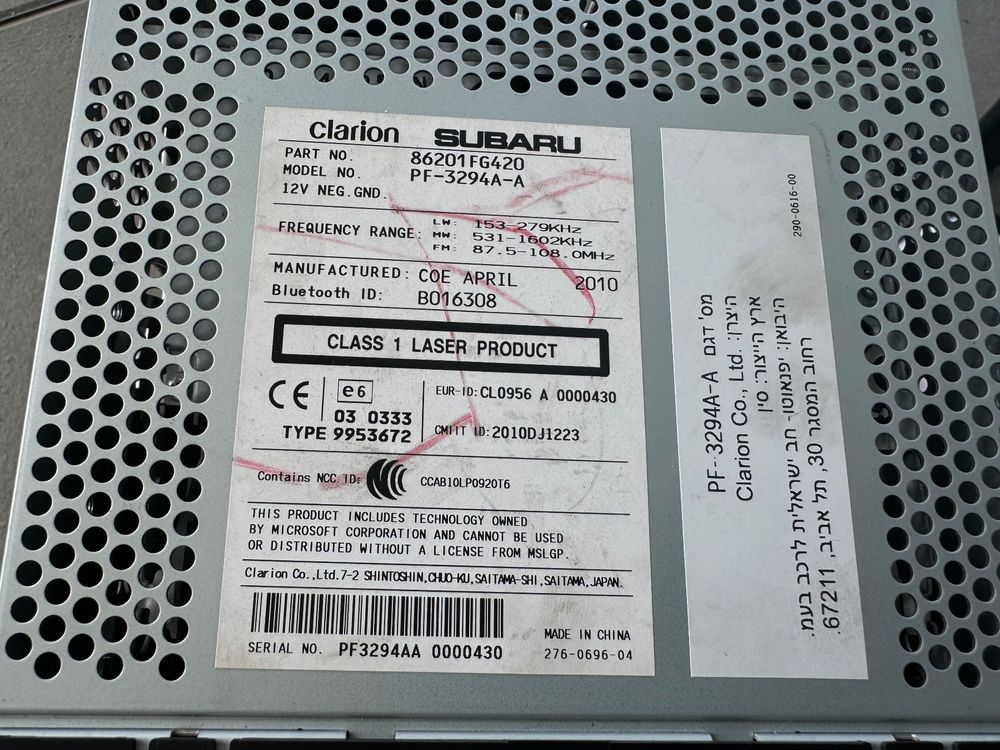 clarion SUBARU
PART NO. 86201FG420
MODEL NO. PF-3294A-A
12V NEG.GND.
FREQUENCY RANGE: LW: 153-279KHz
MW: 531-1602KHz
FM: 87.5-108.0MHz
MANUFACTURED: COE APRIL 2010
Bluetooth ID: B016308
CLASS 1 LASER PRODUCT
CE e6 EUR-ID: CL0956 A 0000430
03 0333
TYPE 9953672 CMIIT ID: 2010DJ1223
Contains NCC ID: CCAB10LP0920T6
THIS PRODUCT INCLUDES TECHNOLOGY OWNED
BY MICROSOFT CORPORATION AND CANNOT BE USED
OR DISTRIBUTED WITHOUT A LICENSE FROM MSLGP.
Clarion Co.,Ltd.7-2 SHINTOSHIN,CHUO-KU,SAITAMA-SHI,SAITAMA,JAPAN.
MADE IN CHINA
SERIAL NO. PF3294AA 0000430 276-0696-04
290-0616-00
מס' דגם PF-3294A-A
היצרן: Clarion Co., Ltd.
ארץ הייצור: סין
היבואן: יפנאוטו- חב ישראלית לרכב בעמ.
רחוב המסגר 30, תל אביב, 67211.